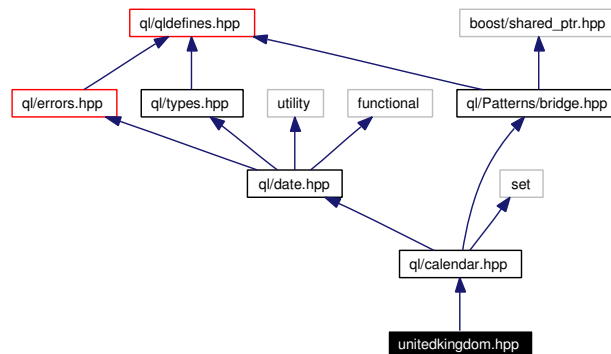 ql/qldefines.hpp
boost/shared_ptr.hpp
ql/errors.hpp
ql/types.hpp
utility
functional
ql/Patterns/bridge.hpp
ql/date.hpp
set
ql/calendar.hpp
unitedkingdom.hpp